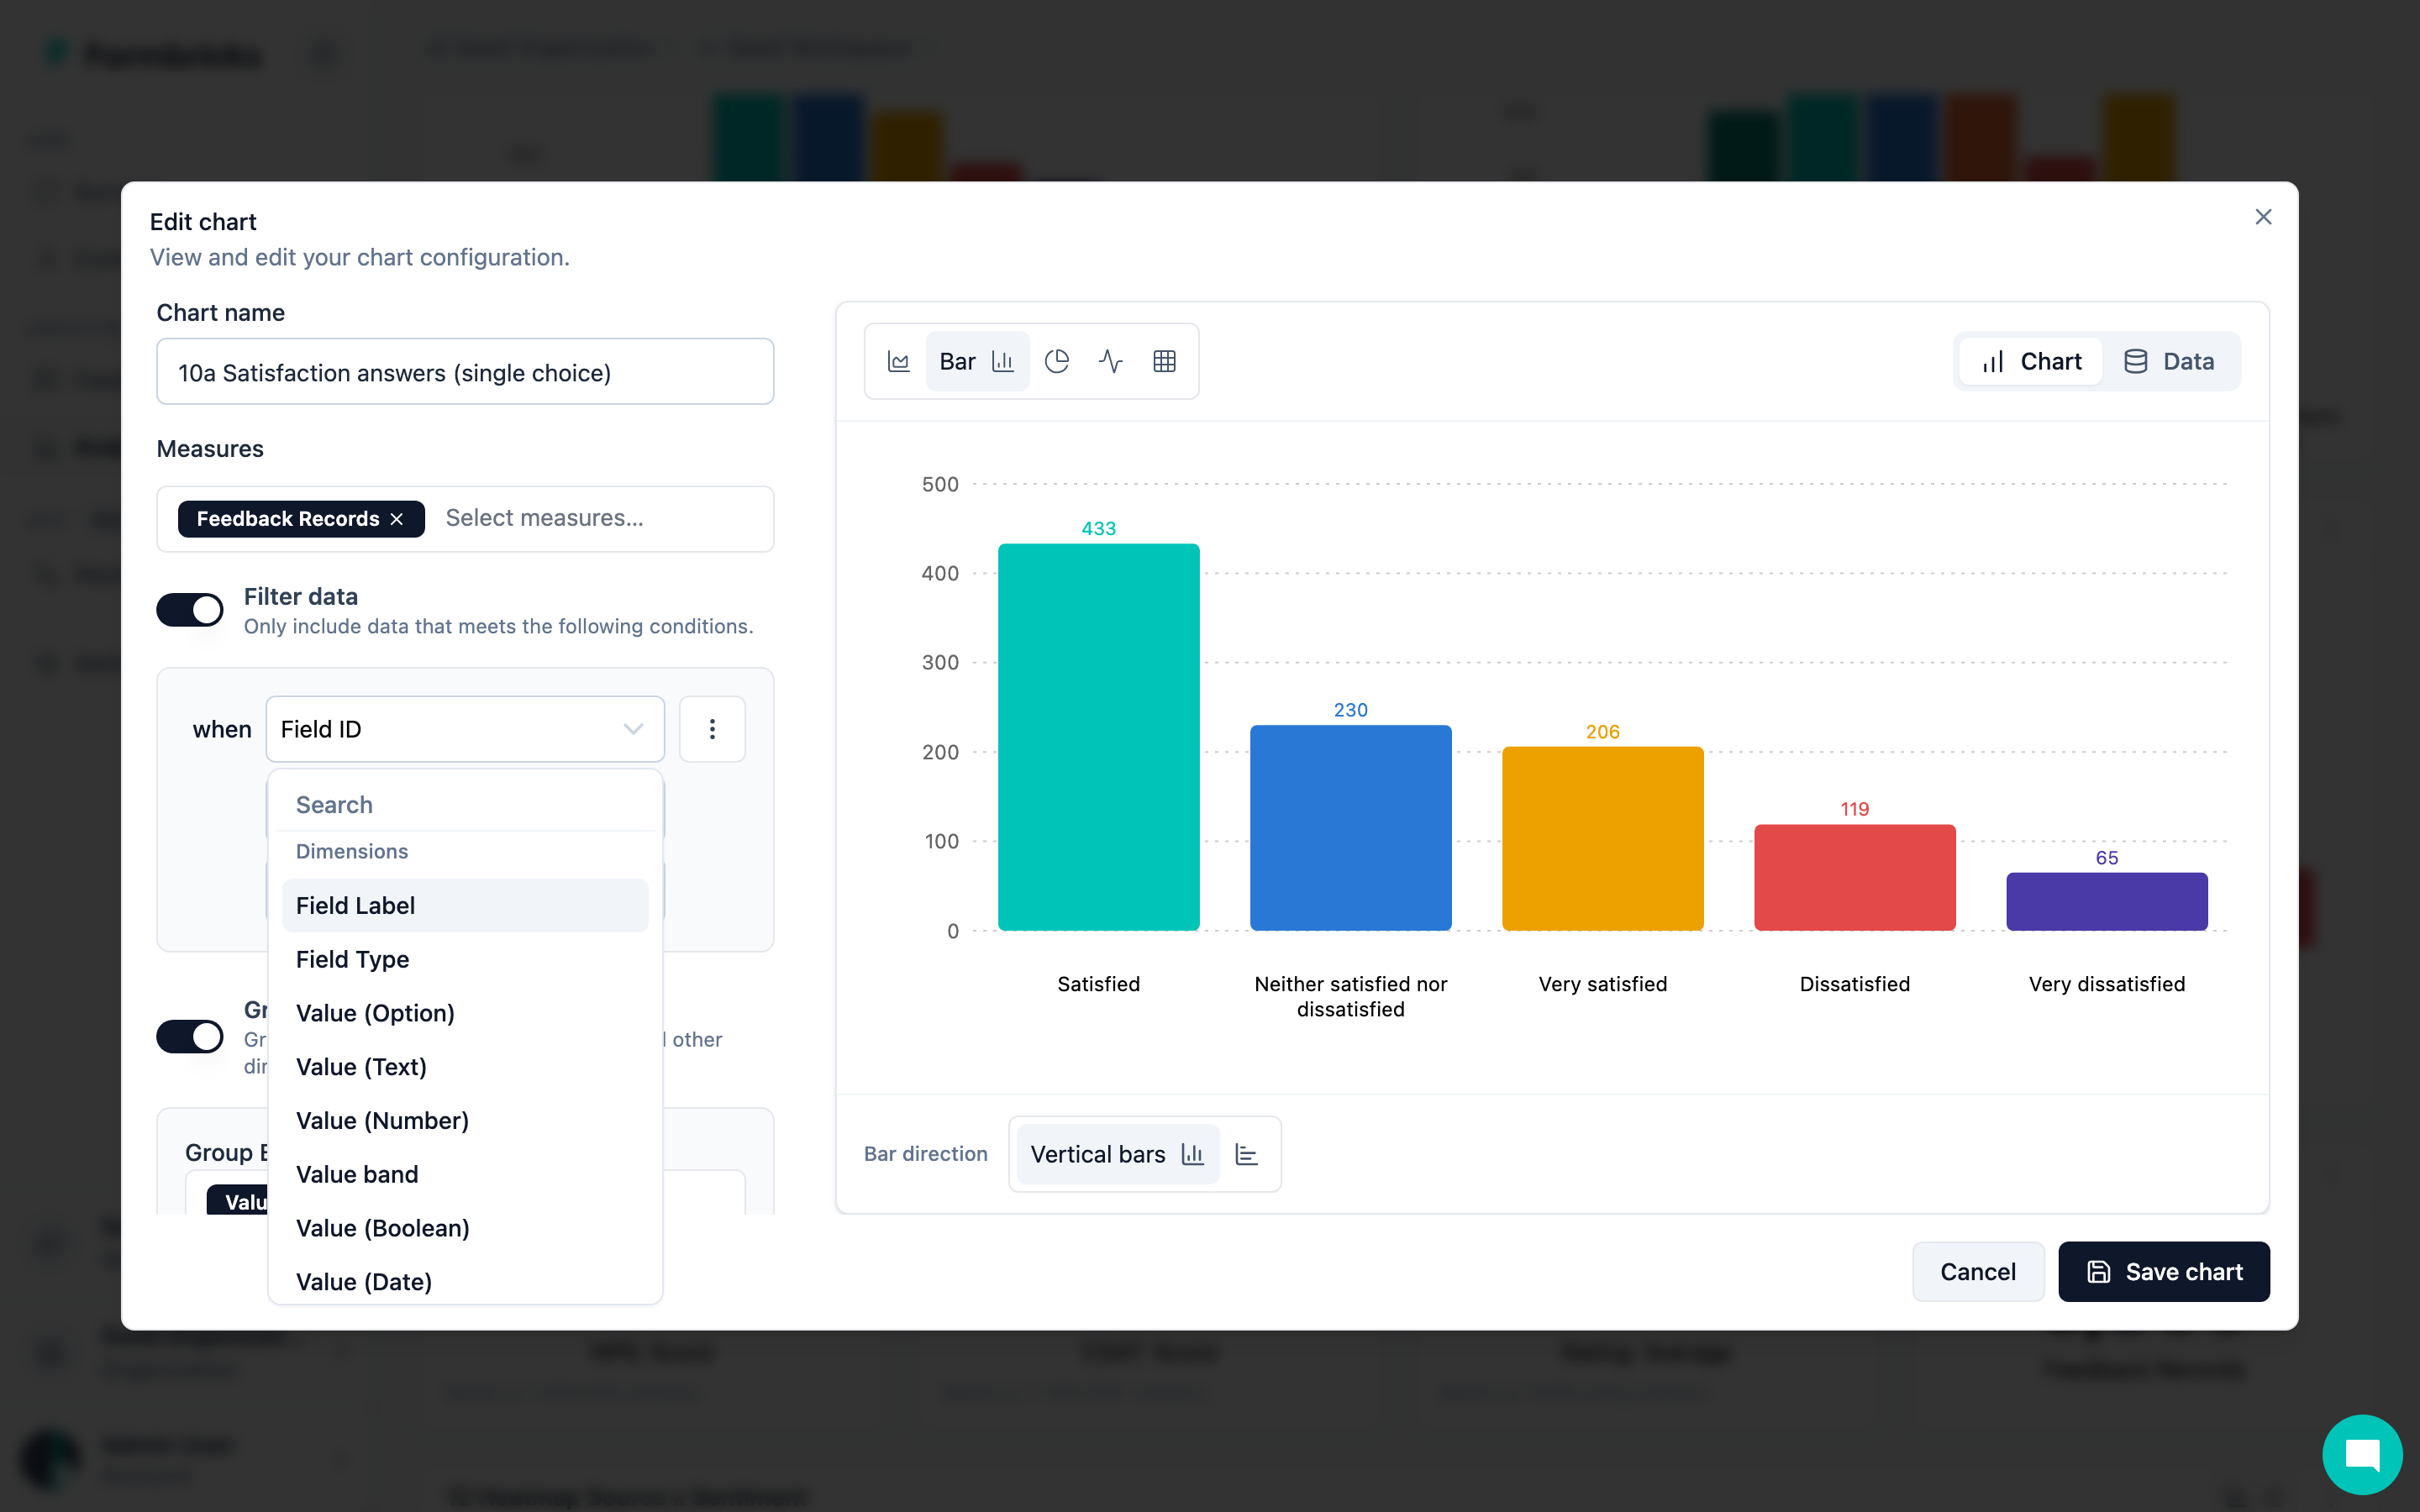 Edit chart
View and edit your chart configuration.
Chart name
10a Satisfaction answers (single choice)
Measures
Feedback Records
Select measures...
Filter data
Only include data that meets the following conditions.
when
Field ID
Search
Dimensions
Field Label
Field Type
Value (Option)
Value (Text)
Value (Number)
Value band
Value (Boolean)
Value (Date)
other
Group
Bar
Chart
Data
500
400
300
200
100
0
433
230
206
119
65
Satisfied
Neither satisfied nor
dissatisfied
Very satisfied
Dissatisfied
Very dissatisfied
Bar direction
Vertical bars
Cancel
Save chart